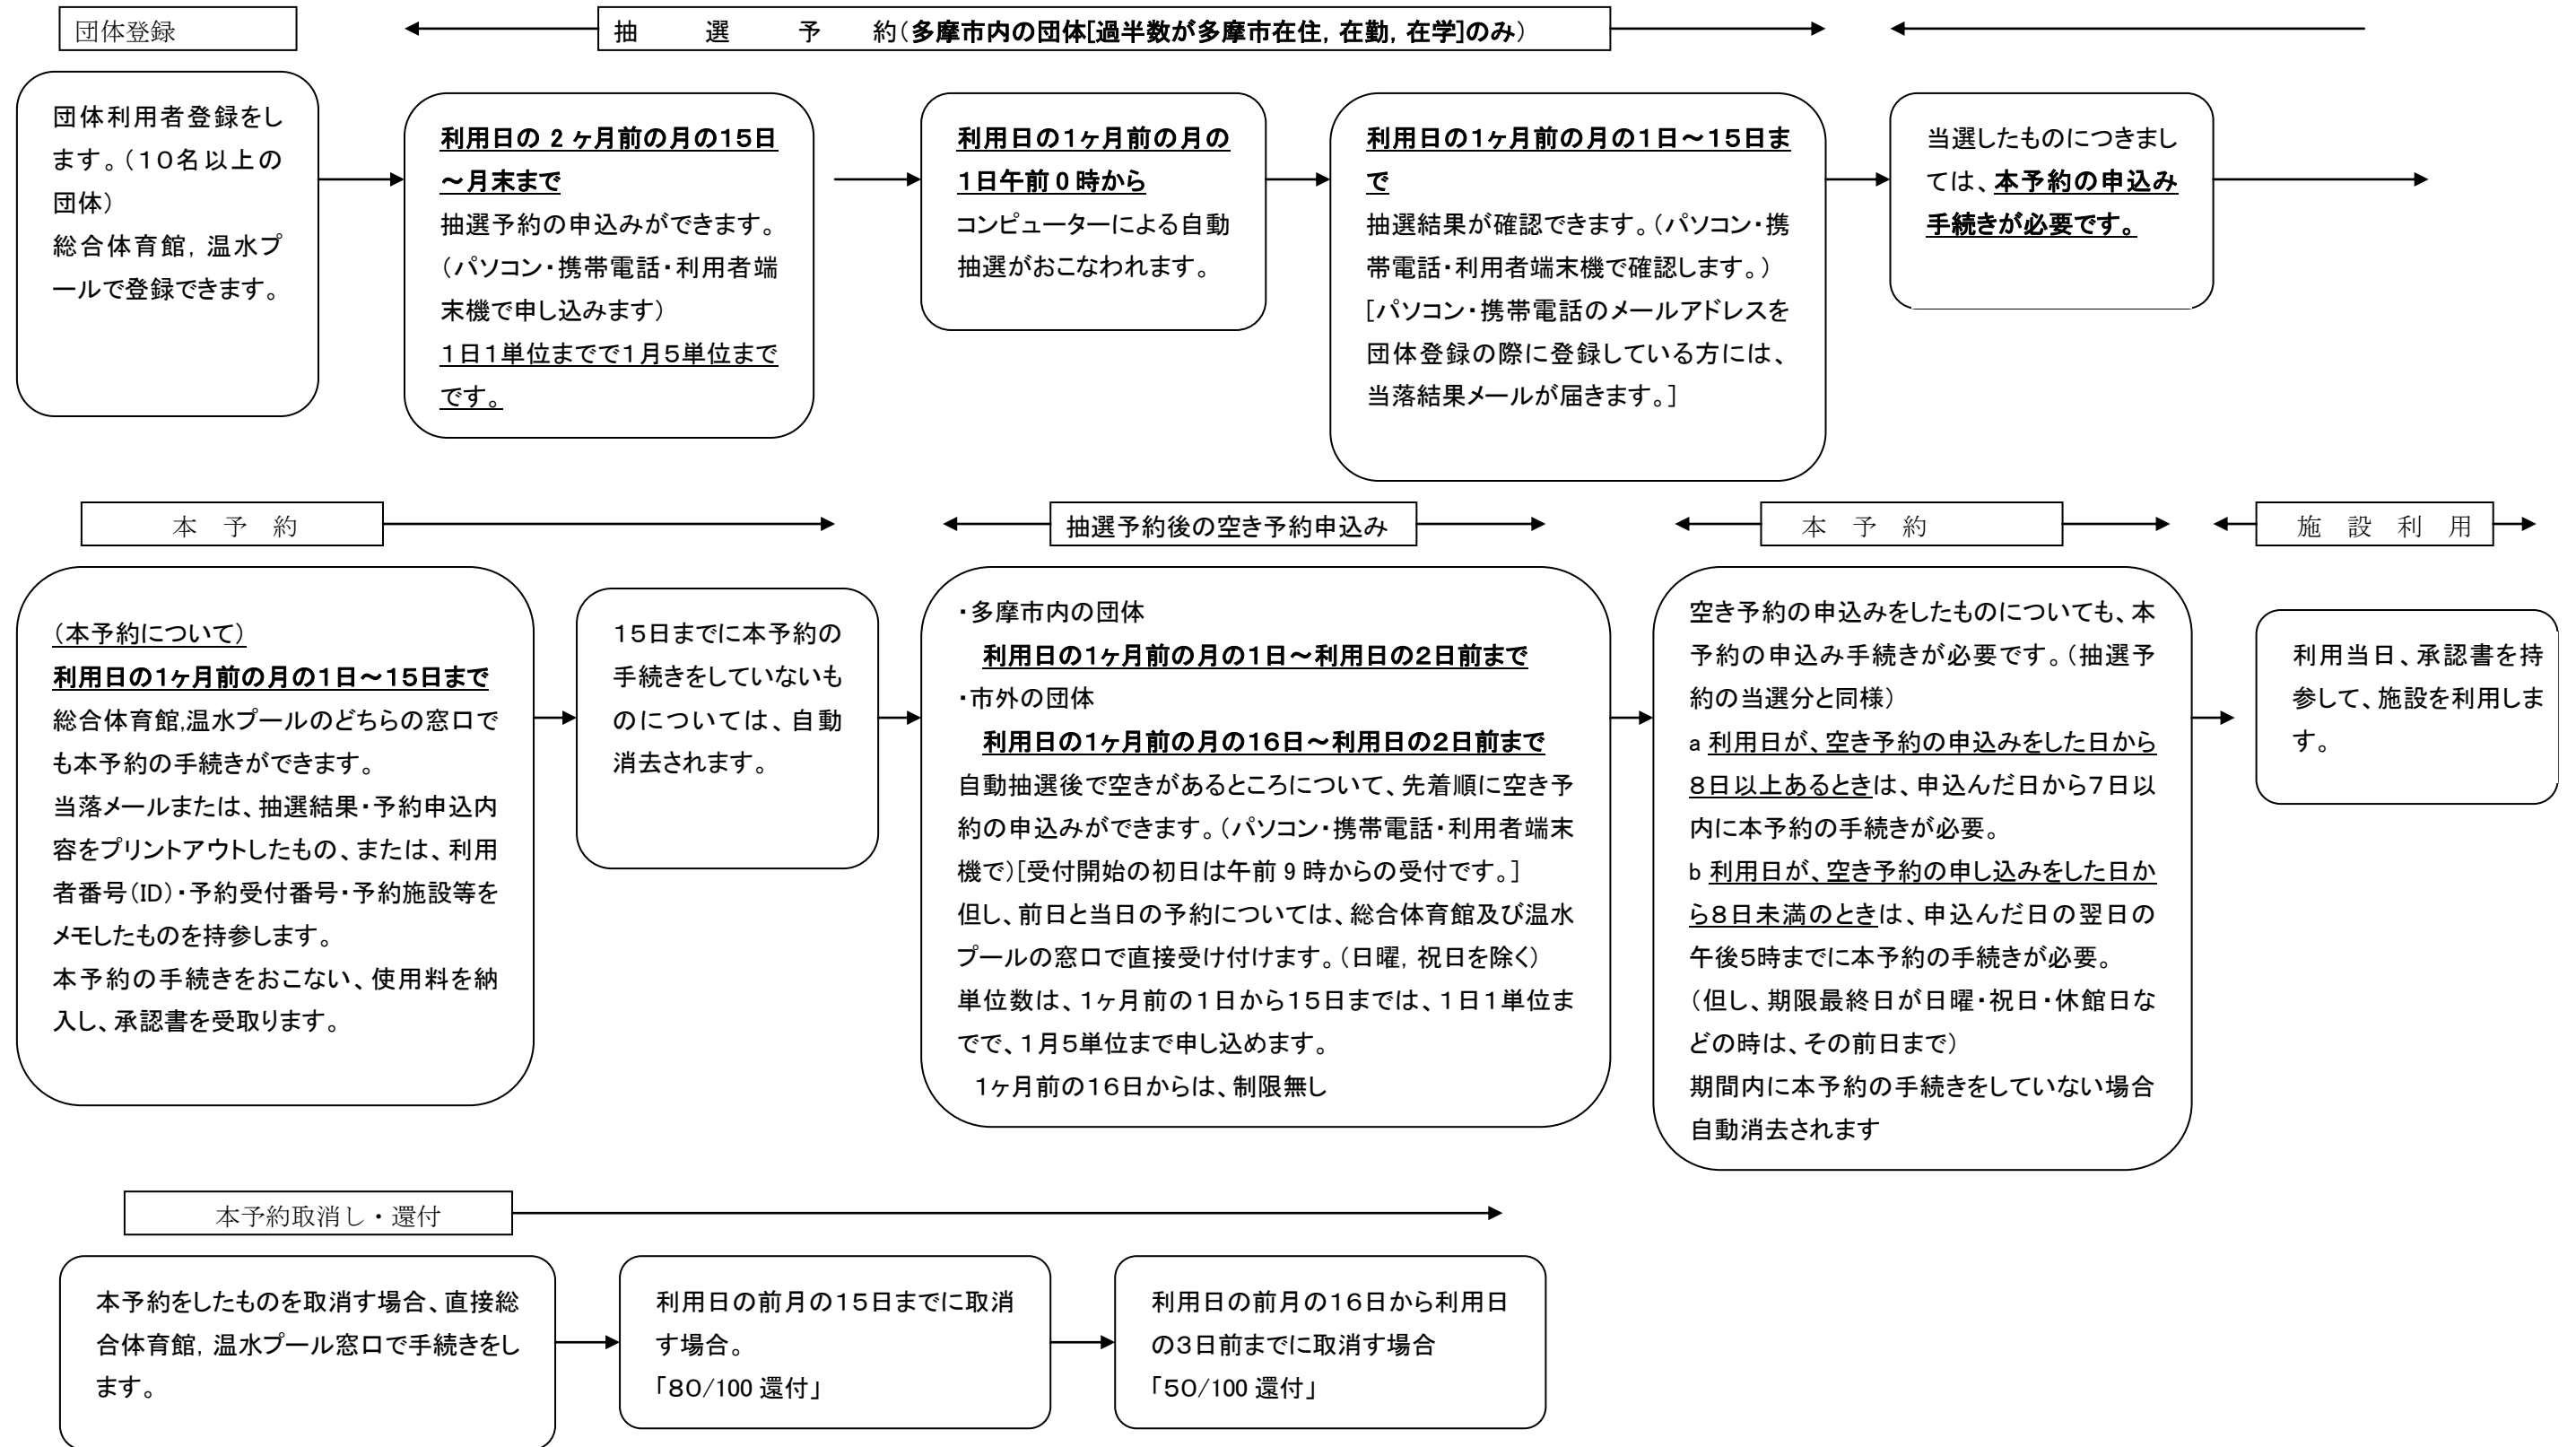 団体登録
抽　選　予　約（多摩市内の団体[過半数が多摩市在住，在勤，在学]のみ）
団体利用者登録をし
ます。（１０名以上の
団体）
総合体育館，温水プ
ールで登録できます。
利用日の 2 ヶ月前の月の１５日
～月末まで
抽選予約の申込みができます。
（パソコン・携帯電話・利用者端
末機で申し込みます）
１日１単位までで１月５単位まで
です。
利用日の１ヶ月前の月の
１日午前 0 時から
コンピューターによる自動
抽選がおこなわれます。
利用日の１ヶ月前の月の１日～１５日ま
で
抽選結果が確認できます。（パソコン・携
帯電話・利用者端末機で確認します。）
［パソコン・携帯電話のメールアドレスを
団体登録の際に登録している方には、
当落結果メールが届きます。］
当選したものにつきまし
ては、本予約の申込み
手続きが必要です。
本　予　約
抽選予約後の空き予約申込み
本　予　約
施　設　利　用
（本予約について）
利用日の１ヶ月前の月の１日～１５日まで
総合体育館,温水プールのどちらの窓口で
も本予約の手続きができます。
当落メールまたは、抽選結果・予約申込内
容をプリントアウトしたもの、または、利用
者番号（ID）・予約受付番号・予約施設等を
メモしたものを持参します。
本予約の手続きをおこない、使用料を納
入し、承認書を受取ります。
１５日までに本予約の
手続きをしていないも
のについては、自動
消去されます。
・多摩市内の団体
利用日の１ヶ月前の月の１日～利用日の２日前まで
・市外の団体
利用日の１ヶ月前の月の１６日～利用日の２日前まで
自動抽選後で空きがあるところについて、先着順に空き予
約の申込みができます。（パソコン・携帯電話・利用者端末
機で）［受付開始の初日は午前 9 時からの受付です。］
但し、前日と当日の予約については、総合体育館及び温水
プールの窓口で直接受け付けます。（日曜，祝日を除く）
単位数は、１ヶ月前の１日から１５日までは、１日１単位ま
でで、１月５単位まで申し込めます。
１ヶ月前の１６日からは、制限無し
空き予約の申込みをしたものについても、本
予約の申込み手続きが必要です。（抽選予
約の当選分と同様）
a 利用日が、空き予約の申込みをした日から
８日以上あるときは、申込んだ日から７日以
内に本予約の手続きが必要。
b 利用日が、空き予約の申し込みをした日か
ら８日未満のときは、申込んだ日の翌日の
午後５時までに本予約の手続きが必要。
（但し、期限最終日が日曜・祝日・休館日な
どの時は、その前日まで）
期間内に本予約の手続きをしていない場合
自動消去されます
利用当日、承認書を持
参して、施設を利用しま
す。
本予約取消し・還付
本予約をしたものを取消す場合、直接総
合体育館，温水プール窓口で手続きをし
ます。
利用日の前月の１５日までに取消
す場合。
「８０/100 還付」
利用日の前月の１６日から利用日
の３日前までに取消す場合
「５０/100 還付」